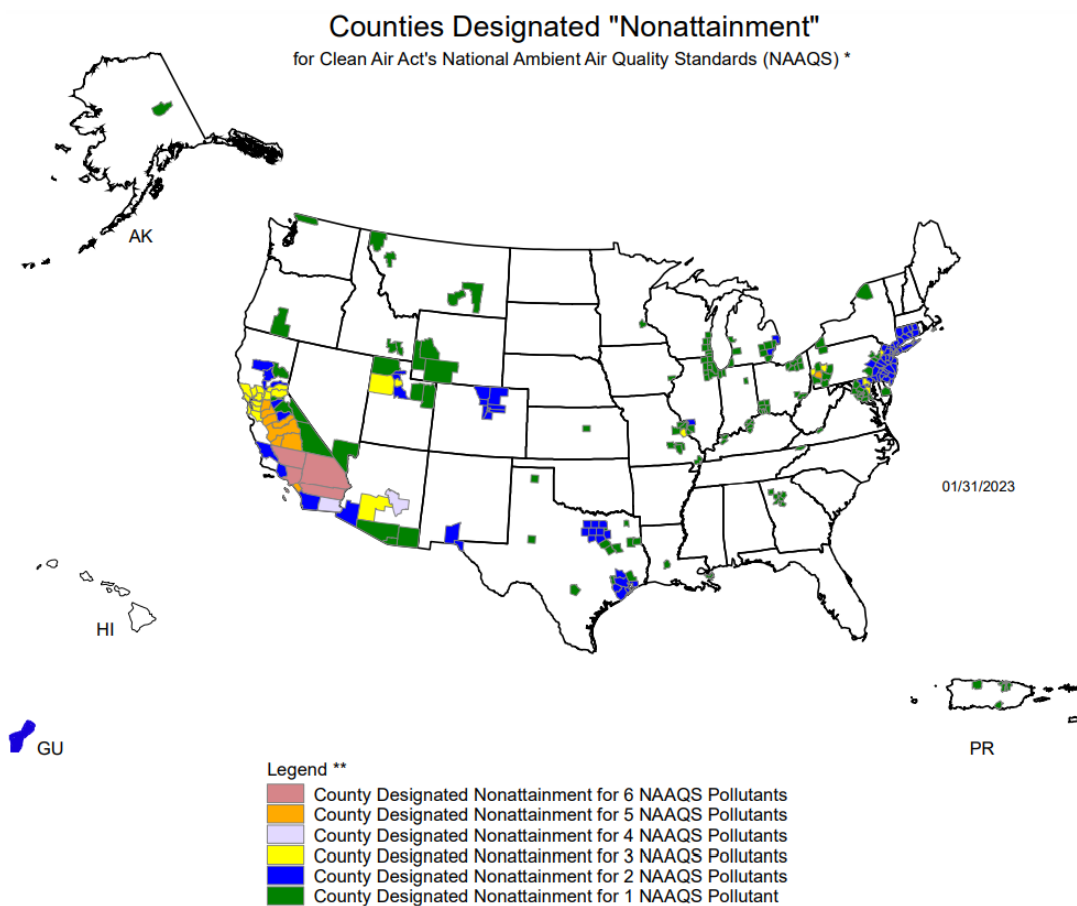 Counties Designated "Nonattainment"
for Clean Air Act's National Ambient Air Quality Standards (NAAQS) *
AK
01/31/2023
HI
GU
PR
Legend **
County Designated Nonattainment for 6 NAAQS Pollutants
County Designated Nonattainment for 5 NAAQS Pollutants
County Designated Nonattainment for 4 NAAQS Pollutants
County Designated Nonattainment for 3 NAAQS Pollutants
County Designated Nonattainment for 2 NAAQS Pollutants
County Designated Nonattainment for 1 NAAQS Pollutant